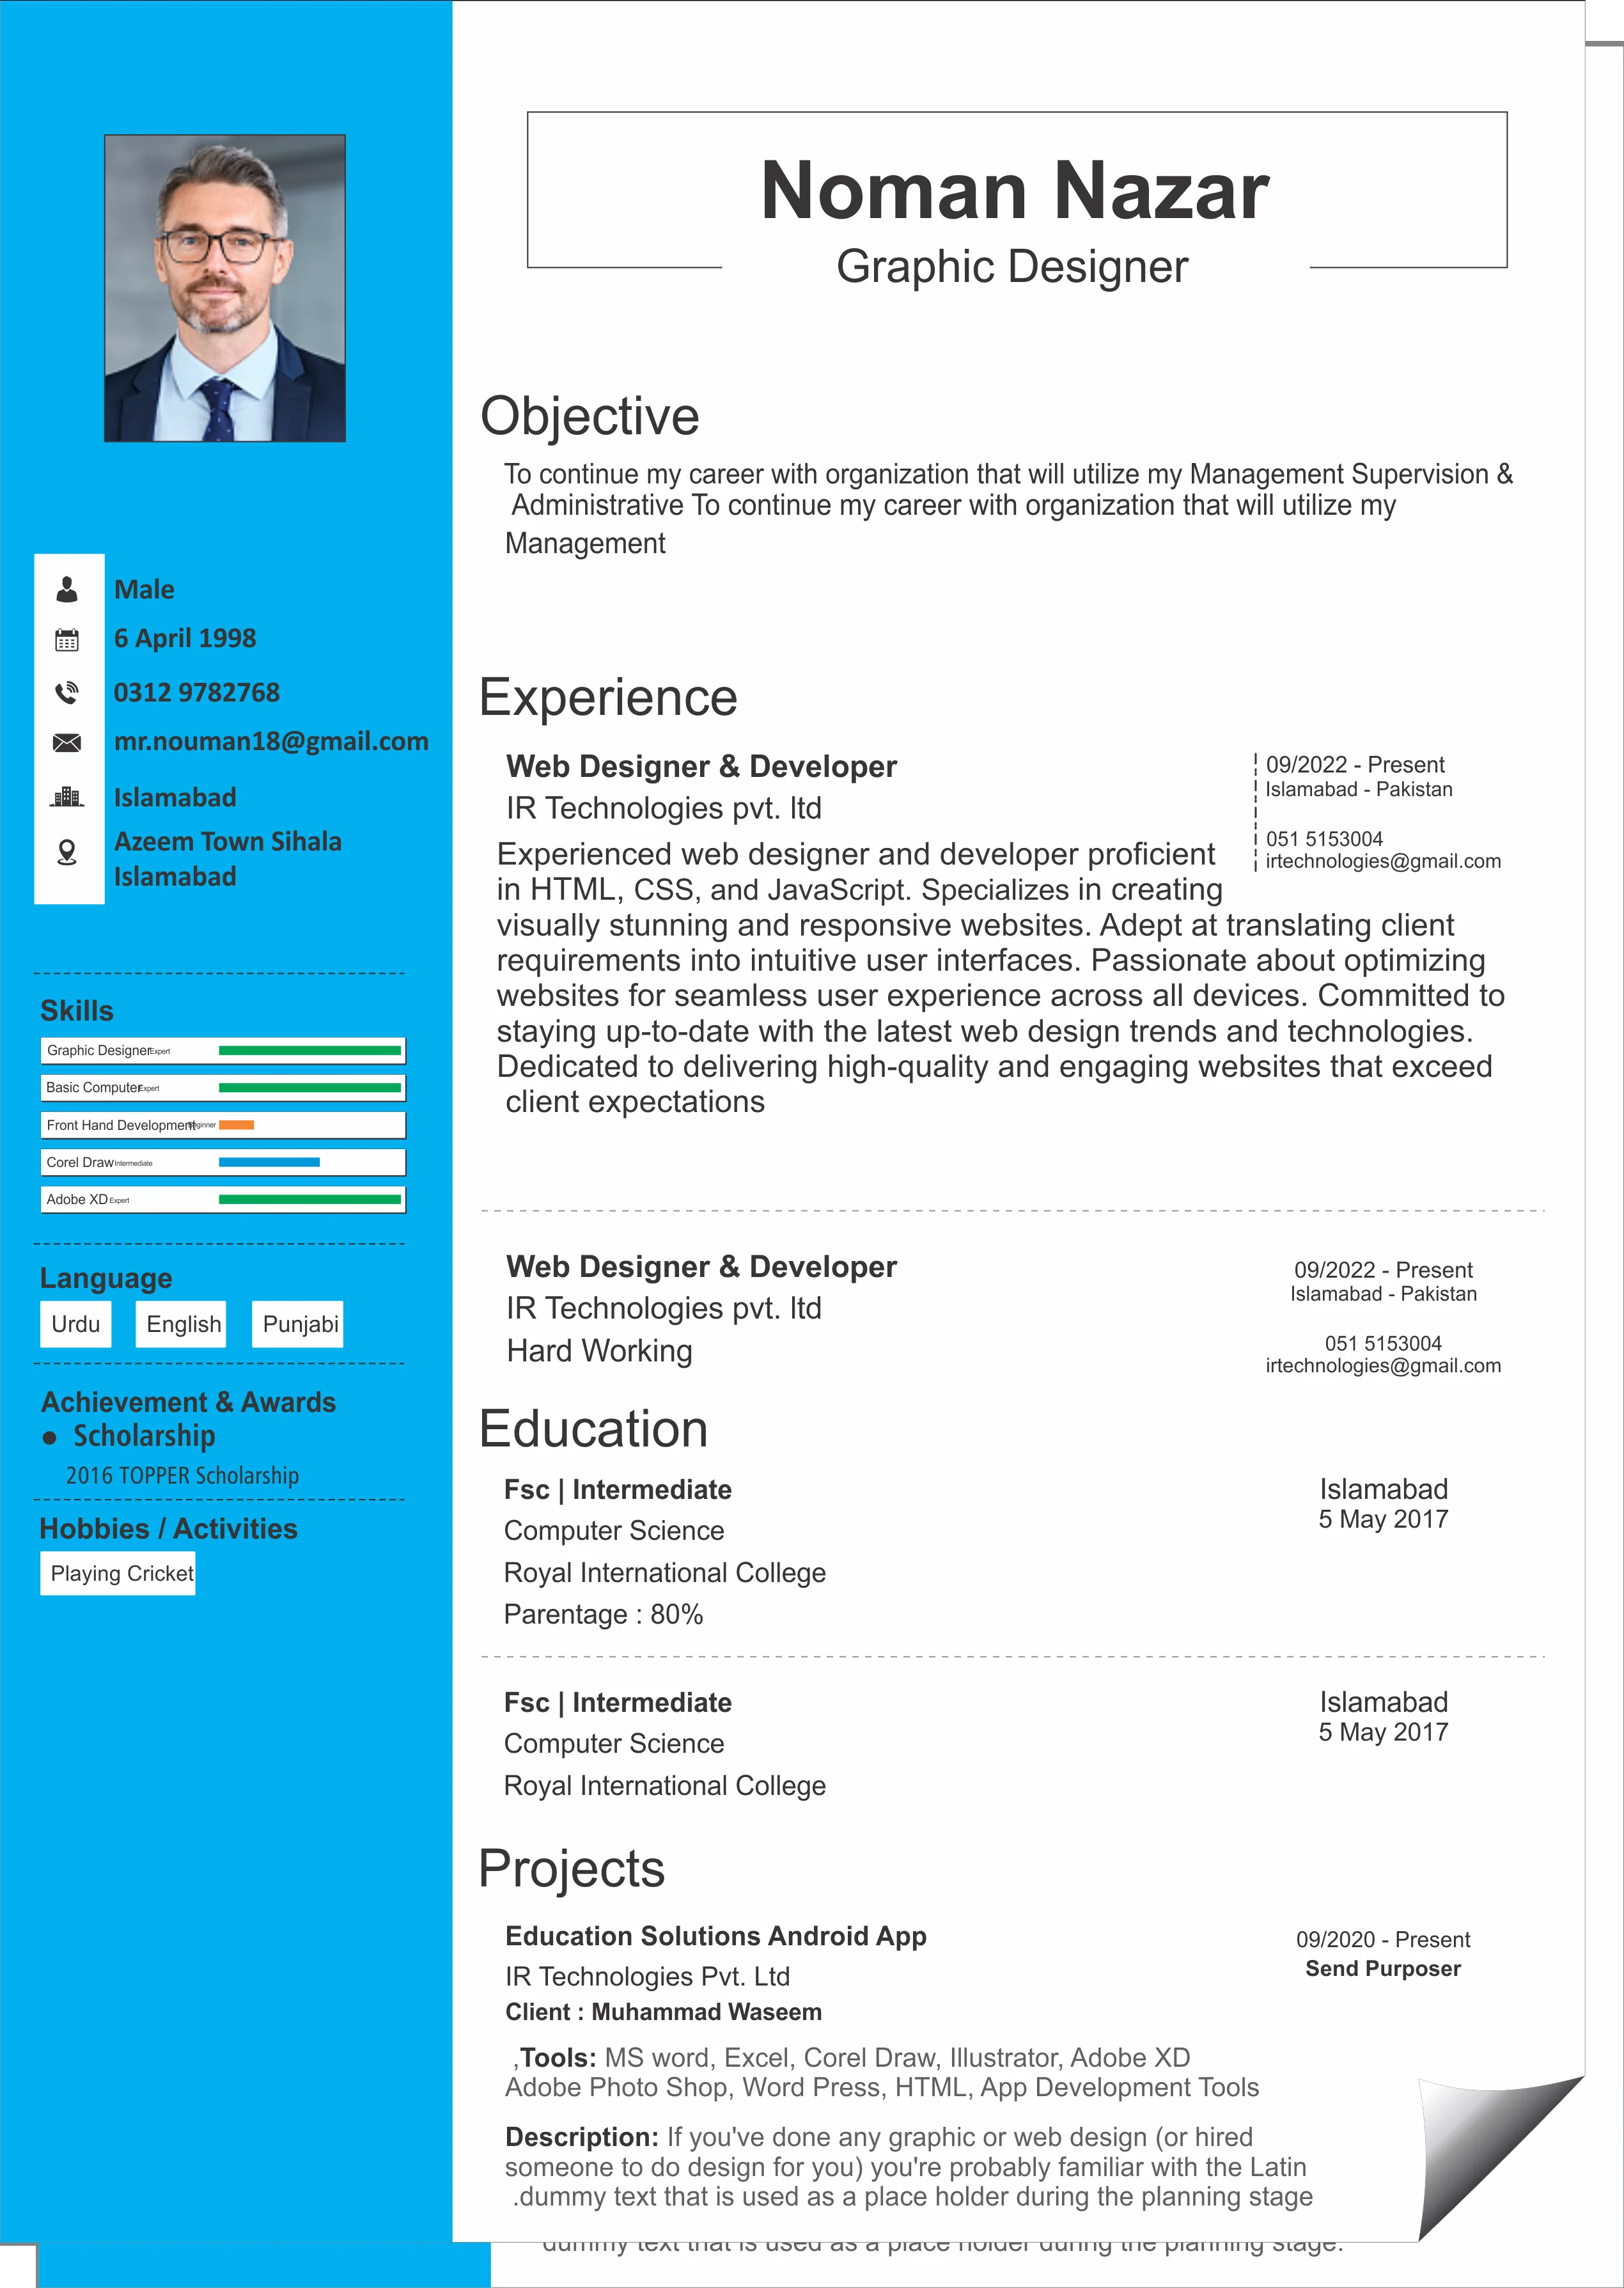 Noman Nazar
Graphic Designer
Male
6 April 1998
0312 9782768
mr.nouman18@gmail.com
Islamabad
Azeem Town Sihala
Islamabad
Skills
Graphic Designer Expert
Basic Computer Expert
Front Hand Development Beginner
Corel Draw Intermediate
Adobe XD Expert
Language
Urdu English Punjabi
Achievement & Awards
● Scholarship
2016 TOPPER Scholarship
Hobbies / Activities
Playing Cricket
Objective
To continue my career with organization that will utilize my Management Supervision &
Administrative To continue my career with organization that will utilize my
Management
Experience
Web Designer & Developer
IR Technologies pvt. ltd
09/2022 - Present
Islamabad - Pakistan
051 5153004
irtechnologies@gmail.com
Experienced web designer and developer proficient
in HTML, CSS, and JavaScript. Specializes in creating
visually stunning and responsive websites. Adept at translating client
requirements into intuitive user interfaces. Passionate about optimizing
websites for seamless user experience across all devices. Committed to
staying up-to-date with the latest web design trends and technologies.
Dedicated to delivering high-quality and engaging websites that exceed
client expectations
Web Designer & Developer
IR Technologies pvt. ltd
Hard Working
09/2022 - Present
Islamabad - Pakistan
051 5153004
irtechnologies@gmail.com
Education
Fsc | Intermediate
Computer Science
Royal International College
Parentage : 80%
Islamabad
5 May 2017
Fsc | Intermediate
Computer Science
Royal International College
Islamabad
5 May 2017
Projects
Education Solutions Android App
IR Technologies Pvt. Ltd
Client : Muhammad Waseem
09/2020 - Present
Send Purposer
,Tools: MS word, Excel, Corel Draw, Illustrator, Adobe XD
Adobe Photo Shop, Word Press, HTML, App Development Tools
Description: If you've done any graphic or web design (or hired
someone to do design for you) you're probably familiar with the Latin
.dummy text that is used as a place holder during the planning stage
dummy text that is used as a place holder during the planning stage.